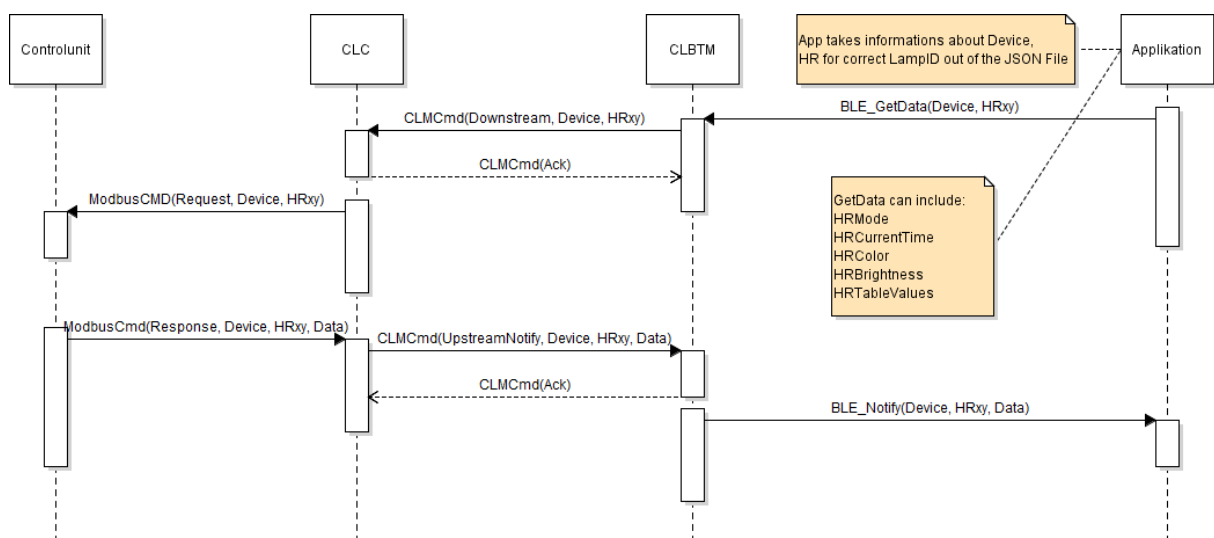 Controlunit
CLC
CLBTM
App takes informations about Device,
HR for correct LampID out of the JSON File
Applikation
BLE_GetData(Device, HRxy)
CLMCmd(Downstream, Device, HRxy)
CLMCmd(Ack)
ModbusCMD(Request, Device, HRxy)
GetData can include:
HRMode
HRCurrentTime
HRColor
HRBrightness
HRTableValues
ModbusCmd(Response, Device, HRxy, Data)
CLMCmd(UpstreamNotify, Device, HRxy, Data)
CLMCmd(Ack)
BLE_Notify(Device, HRxy, Data)